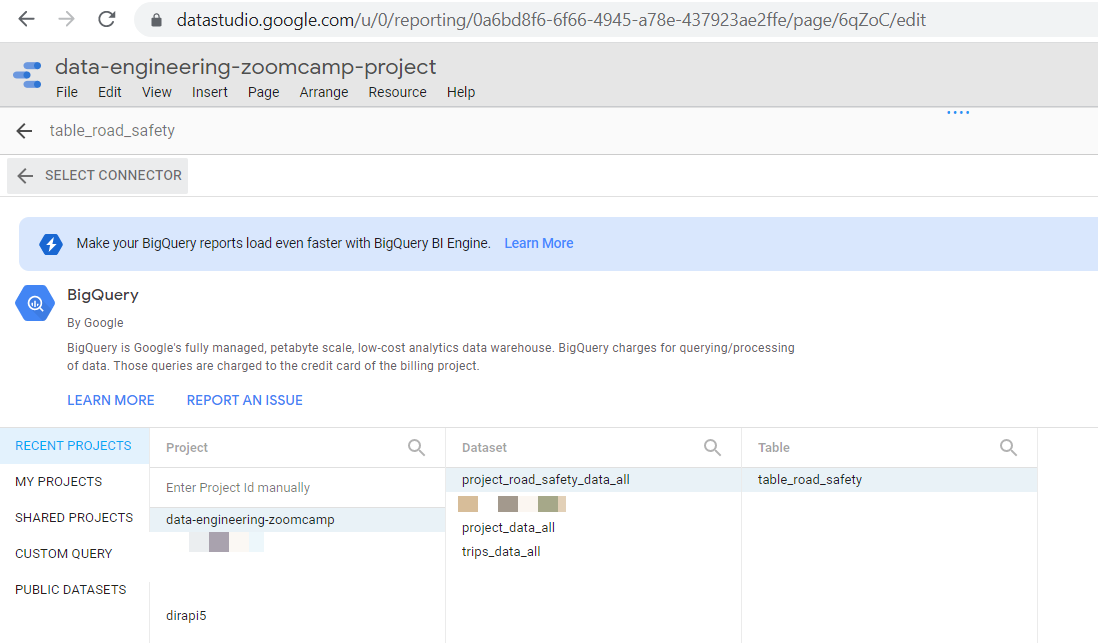 datastudio.google.com/u/0/reporting/0a6bd8f6-6f66-4945-a78e-437923ae2ffe/page/6qZoC/edit
data-engineering-zoomcamp-project
File Edit View Insert Page Arrange Resource Help
table_road_safety
SELECT CONNECTOR
Make your BigQuery reports load even faster with BigQuery BI Engine. Learn More
BigQuery
By Google
BigQuery is Google's fully managed, petabyte scale, low-cost analytics data warehouse. BigQuery charges for querying/processing
of data. Those queries are charged to the credit card of the billing project.
LEARN MORE REPORT AN ISSUE
RECENT PROJECTS
MY PROJECTS
SHARED PROJECTS
CUSTOM QUERY
PUBLIC DATASETS
Project
Enter Project Id manually
data-engineering-zoomcamp
dirapi5
Dataset
project_road_safety_data_all
project_data_all
trips_data_all
Table
table_road_safety